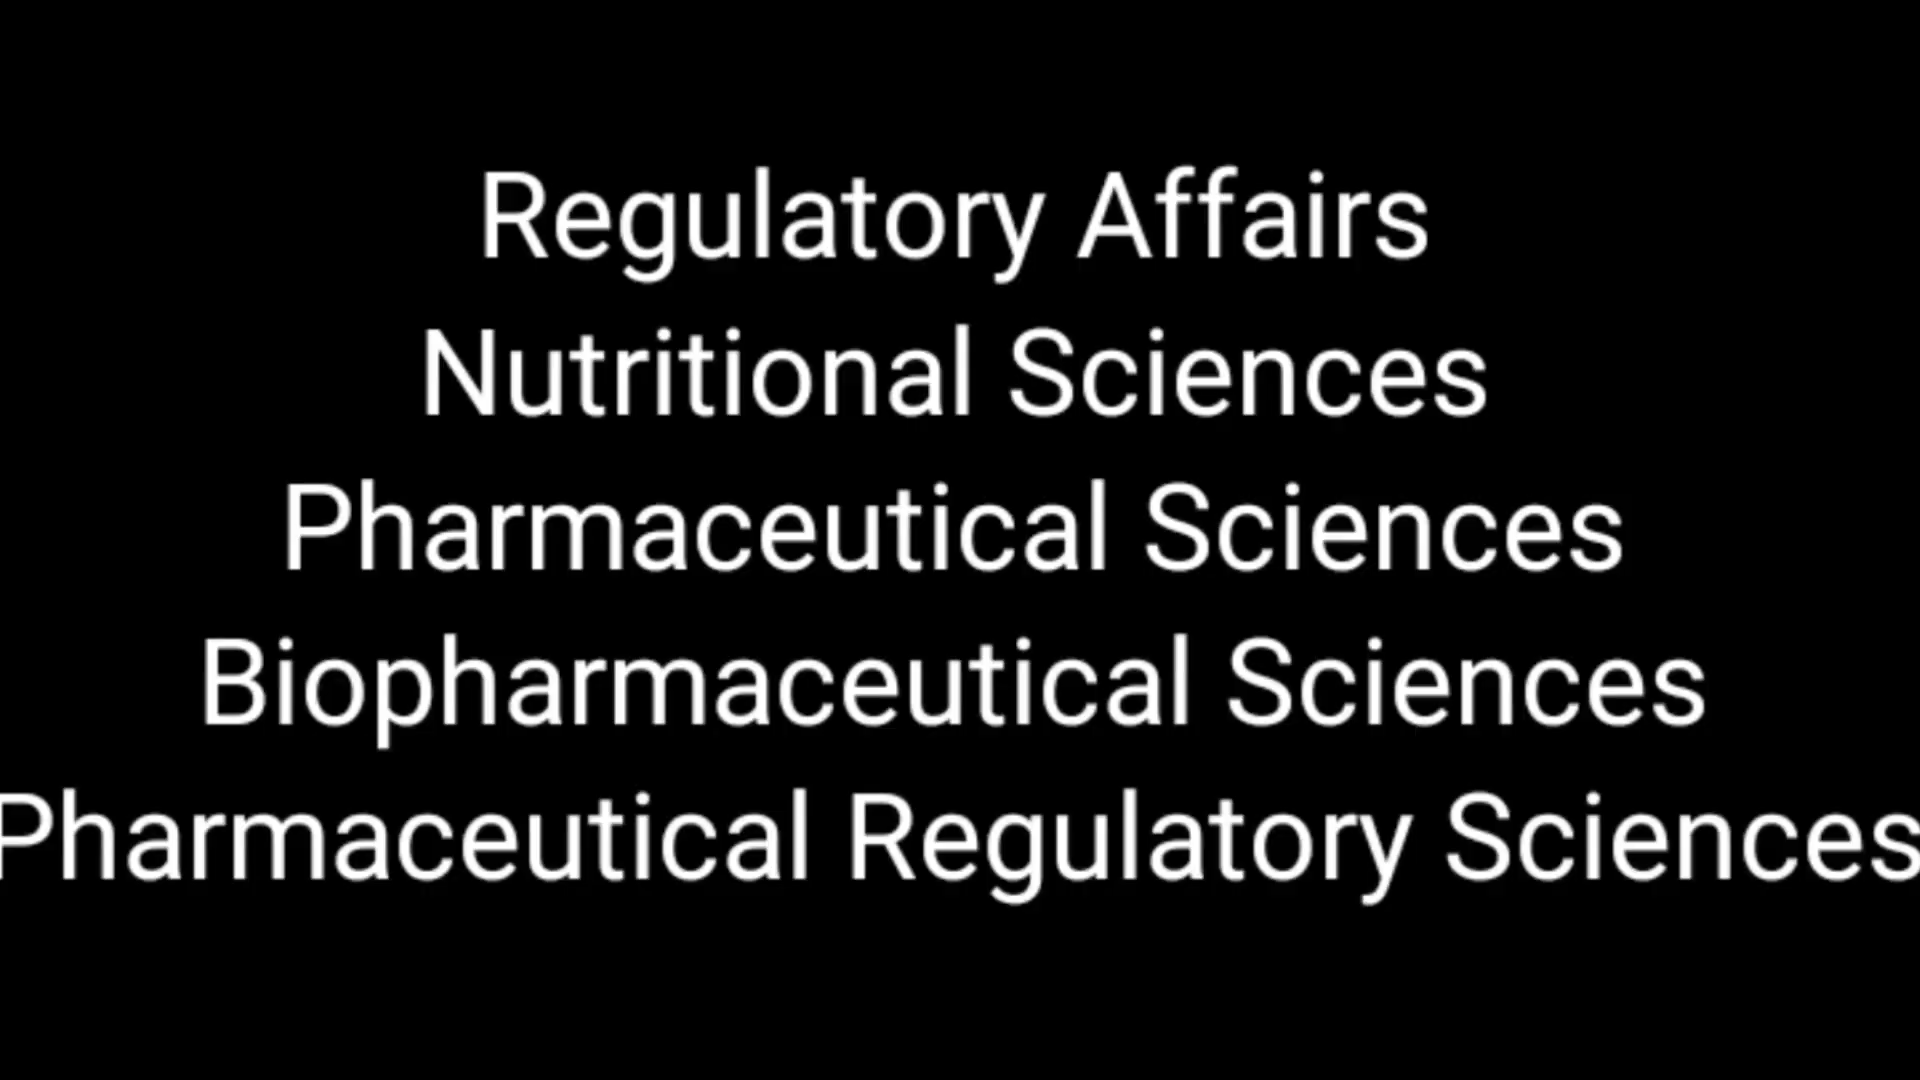 Regulatory Affairs
Nutritional Sciences
Pharmaceutical Sciences
Biopharmaceutical Sciences
Pharmaceutical Regulatory Sciences